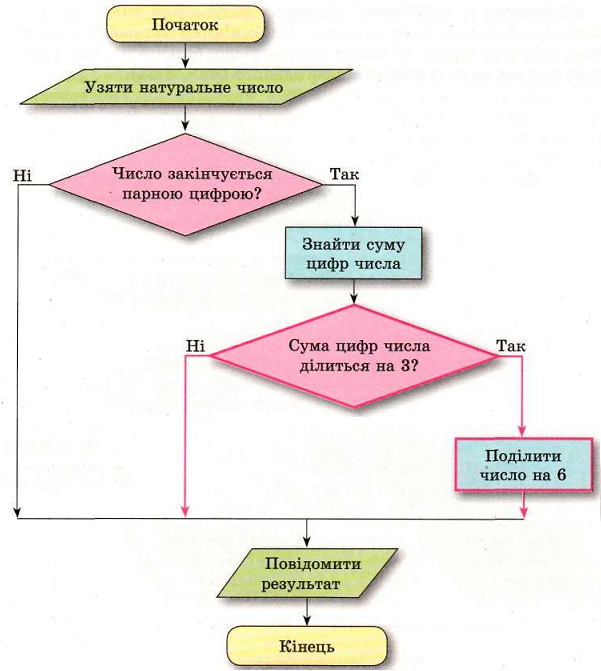 Початок
Узяти натуральне число
Число закінчується
парною цифрою?
Ні
Так
Знайти суму
цифр числа
Сума цифр числа
ділиться на 3?
Ні
Так
Поділити
число на 6
Повідомити
результат
Кінець